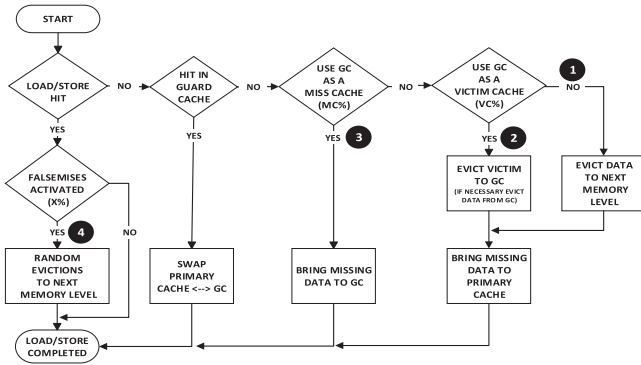 START
LOAD/STORE
HIT
NO
HIT IN
GUARD
CACHE
NO
USE GC
AS A
MISS CACHE
(MC%)
NO
USE GC
AS A
VICTIM CACHE
(VC%)
1
NO
YES
YES
YES
3
YES
2
FALSEMISES
ACTIVATED
(X%)
EVICT VICTIM
TO GC
(IF NECESSARY EVICT
DATA FROM GC)
EVICT DATA
TO NEXT
MEMORY
LEVEL
YES
4
NO
RANDOM
EVICTIONS
TO NEXT
MEMORY LEVEL
SWAP
PRIMARY
CACHE <--> GC
BRING MISSING
DATA TO GC
BRING MISSING
DATA TO
PRIMARY
CACHE
LOAD/STORE
COMPLETED